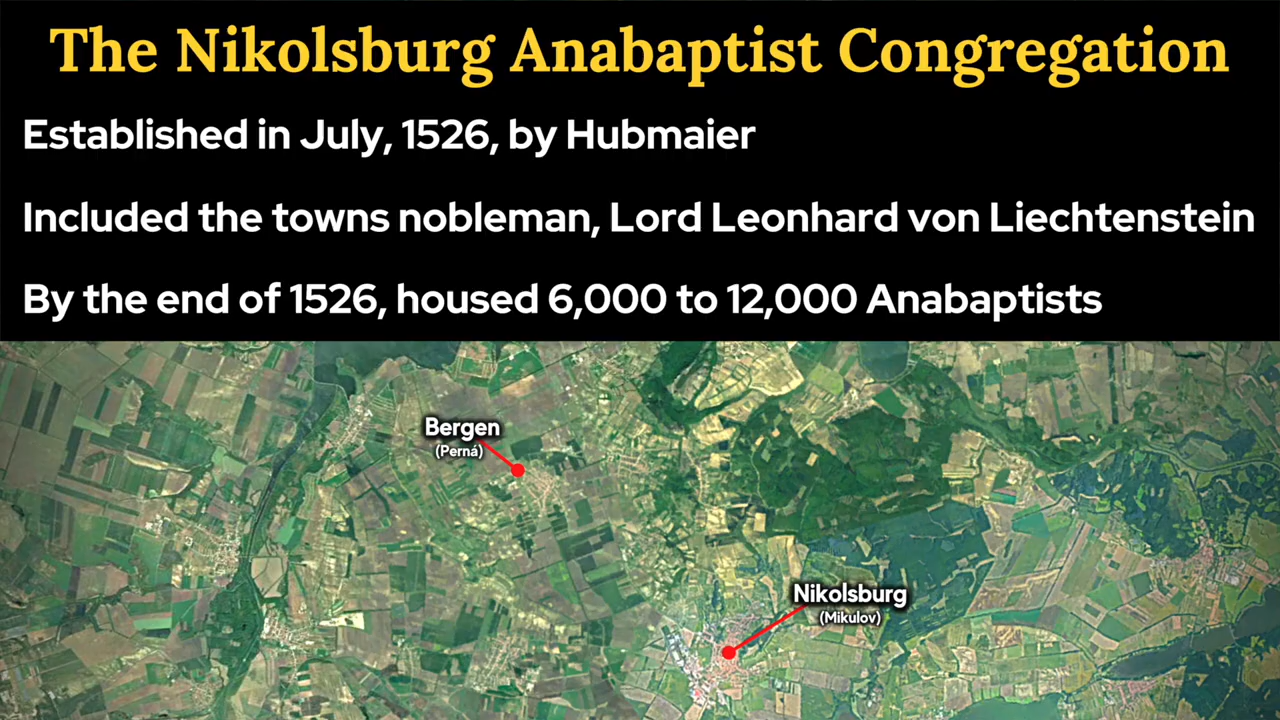 The Nikolsburg Anabaptist Congregation
Established in July, 1526, by Hubmaier
Included the towns nobleman, Lord Leonhard von Liechtenstein
By the end of 1526, housed 6,000 to 12,000 Anabaptists
Bergen
(Perná)
Nikolsburg
(Mikulov)